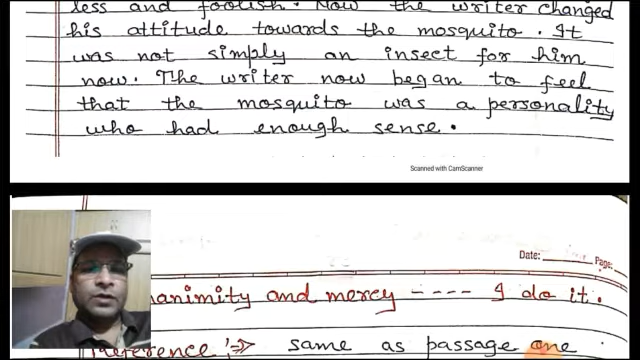 less and foolish. Now the writer changed
his attitude towards the mosquito. It
was not simply an insect for him
now. The writer now began to feel
that the mosquito was a personality
who had enough sense.
Scanned with CamScanner
Date: Page:
animity and mercy ---- I do it.
reference :⇒ same as passage one